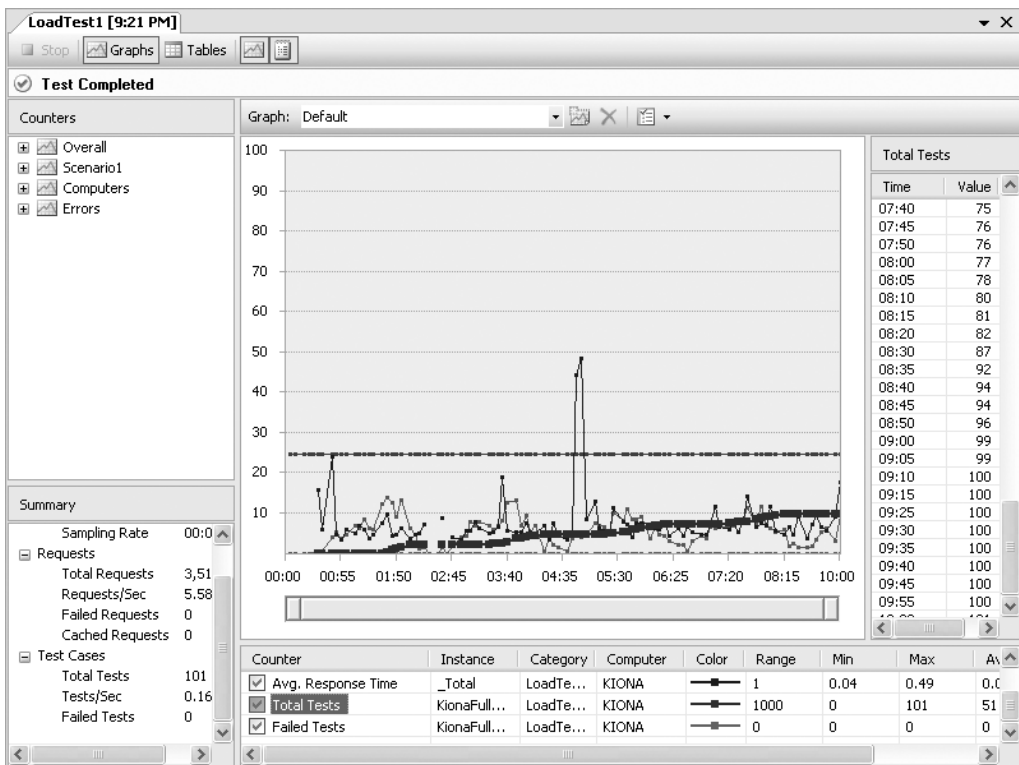 LoadTest1 [9:21 PM]
Stop Graphs Tables
Test Completed
Counters
Overall
Scenario1
Computers
Errors
Summary
Sampling Rate 00:0
Requests
Total Requests 3,51
Requests/Sec 5.58
Failed Requests 0
Cached Requests 0
Test Cases
Total Tests 101
Tests/Sec 0.16
Failed Tests 0
Graph: Default
100
90
80
70
60
50
40
30
20
10
00:00 00:55 01:50 02:45 03:40 04:35 05:30 06:25 07:20 08:15 10:00
Total Tests
Time Value
07:40 75
07:45 76
07:50 76
08:00 77
08:05 78
08:10 80
08:15 81
08:20 82
08:30 87
08:35 92
08:40 94
08:45 94
08:50 96
09:00 99
09:05 99
09:10 100
09:15 100
09:25 100
09:30 100
09:35 100
09:40 100
09:45 100
09:55 100
Counter Instance Category Computer Color Range Min Max Av
Avg. Response Time _Total LoadTe... KIONA 1 0.04 0.49 0.0
Total Tests KionaFull... LoadTe... KIONA 1000 0 101 51
Failed Tests KionaFull... LoadTe... KIONA 0 0 0 0